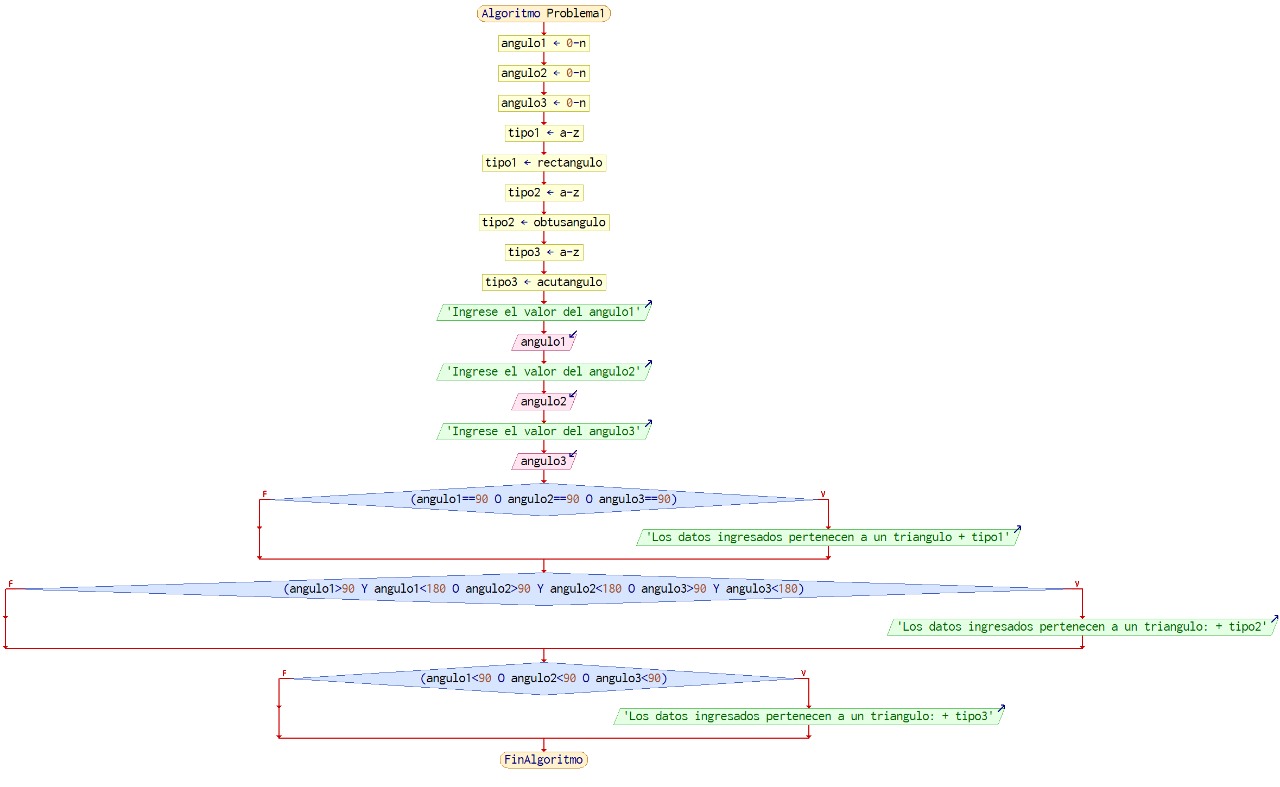 Algoritmo Problema1
angulo1 ← 0-n
angulo2 ← 0-n
angulo3 ← 0-n
tipo1 ← a-z
tipo1 ← rectangulo
tipo2 ← a-z
tipo2 ← obtusangulo
tipo3 ← a-z
tipo3 ← acutangulo
'Ingrese el valor del angulo1'
angulo1
'Ingrese el valor del angulo2'
angulo2
'Ingrese el valor del angulo3'
angulo3
F
(angulo1==90 O angulo2==90 O angulo3==90)
V
'Los datos ingresados pertenecen a un triangulo + tipo1'
F
(angulo1>90 Y angulo1<180 O angulo2>90 Y angulo2<180 O angulo3>90 Y angulo3<180)
V
'Los datos ingresados pertenecen a un triangulo: + tipo2'
F
(angulo1<90 O angulo2<90 O angulo3<90)
V
'Los datos ingresados pertenecen a un triangulo: + tipo3'
FinAlgoritmo